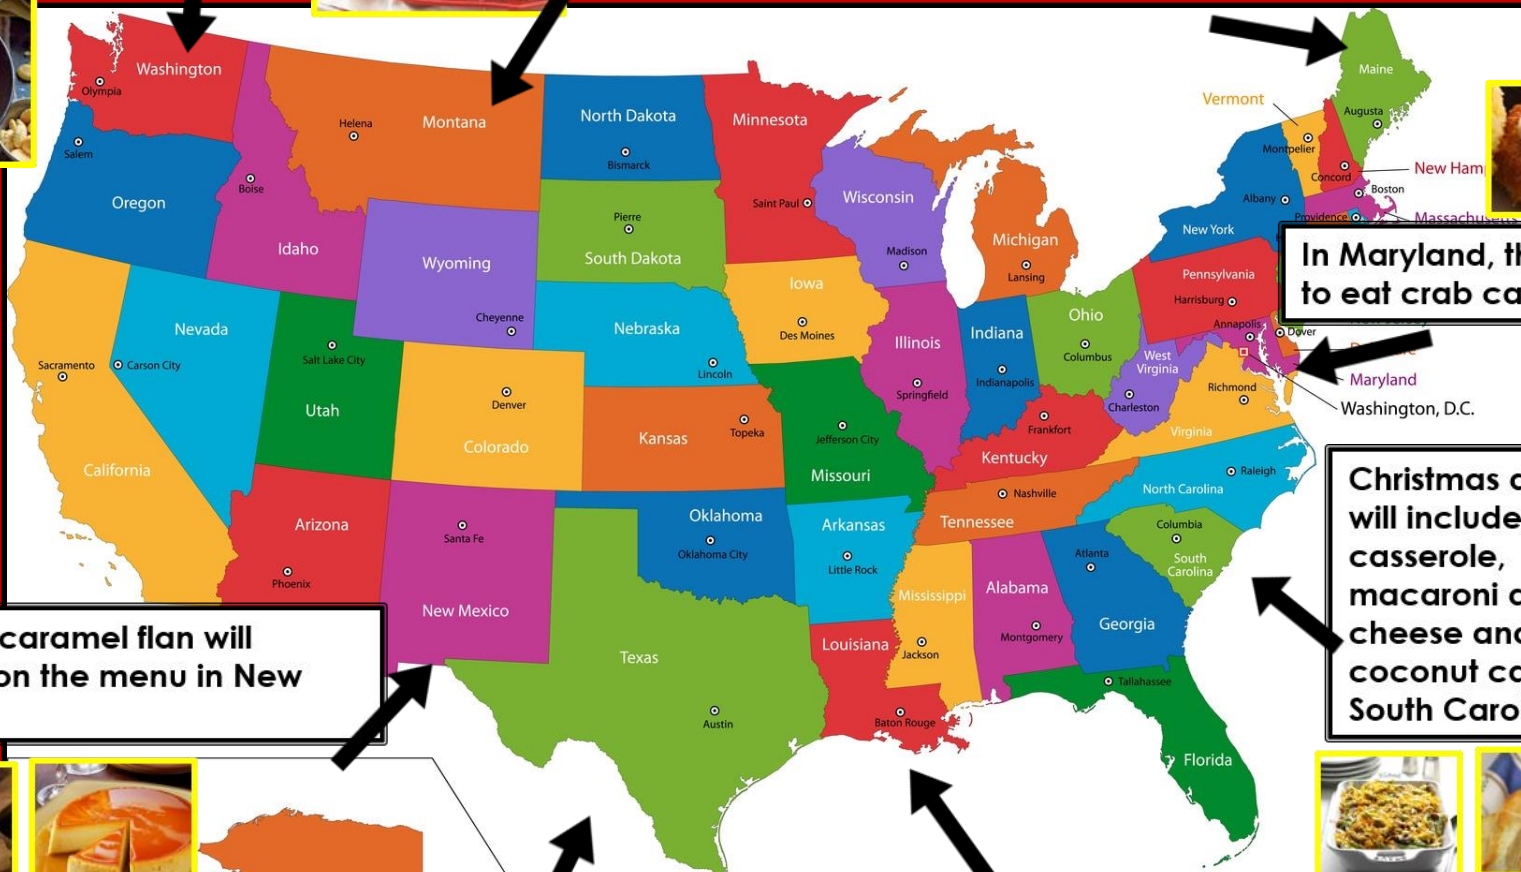 Washington
Olympia
Montana
Helena
North Dakota
Bismarck
Minnesota
Saint Paul
Maine
Augusta
Vermont
Montpelier
Concord
New Ham
Salem
Oregon
Boise
Idaho
Wyoming
Cheyenne
Pierre
South Dakota
Wisconsin
Madison
Michigan
Lansing
Albany
New York
Boston
Massachusetts
Providence
In Maryland, th
to eat crab ca
Pennsylvania
Harrisburg
Annapolis
Dover
Maryland
Washington, D.C.
Nevada
Carson City
Sacramento
California
Salt Lake City
Utah
Denver
Colorado
Nebraska
Lincoln
Iowa
Des Moines
Illinois
Springfield
Indiana
Indianapolis
Ohio
Columbus
West
Virginia
Charleston
Richmond
Virginia
Kansas
Topeka
Jefferson City
Missouri
Frankfort
Kentucky
Nashville
Tennessee
Raleigh
North Carolina
Columbia
South
Carolina
Christmas d
will include
casserole,
macaroni a
cheese and
coconut ca
South Caro
Arizona
Phoenix
Santa Fe
New Mexico
Oklahoma
Oklahoma City
Arkansas
Little Rock
Mississippi
Jackson
Alabama
Montgomery
Atlanta
Georgia
caramel flan will
on the menu in New
Texas
Austin
Louisiana
Baton Rouge
Tallahassee
Florida